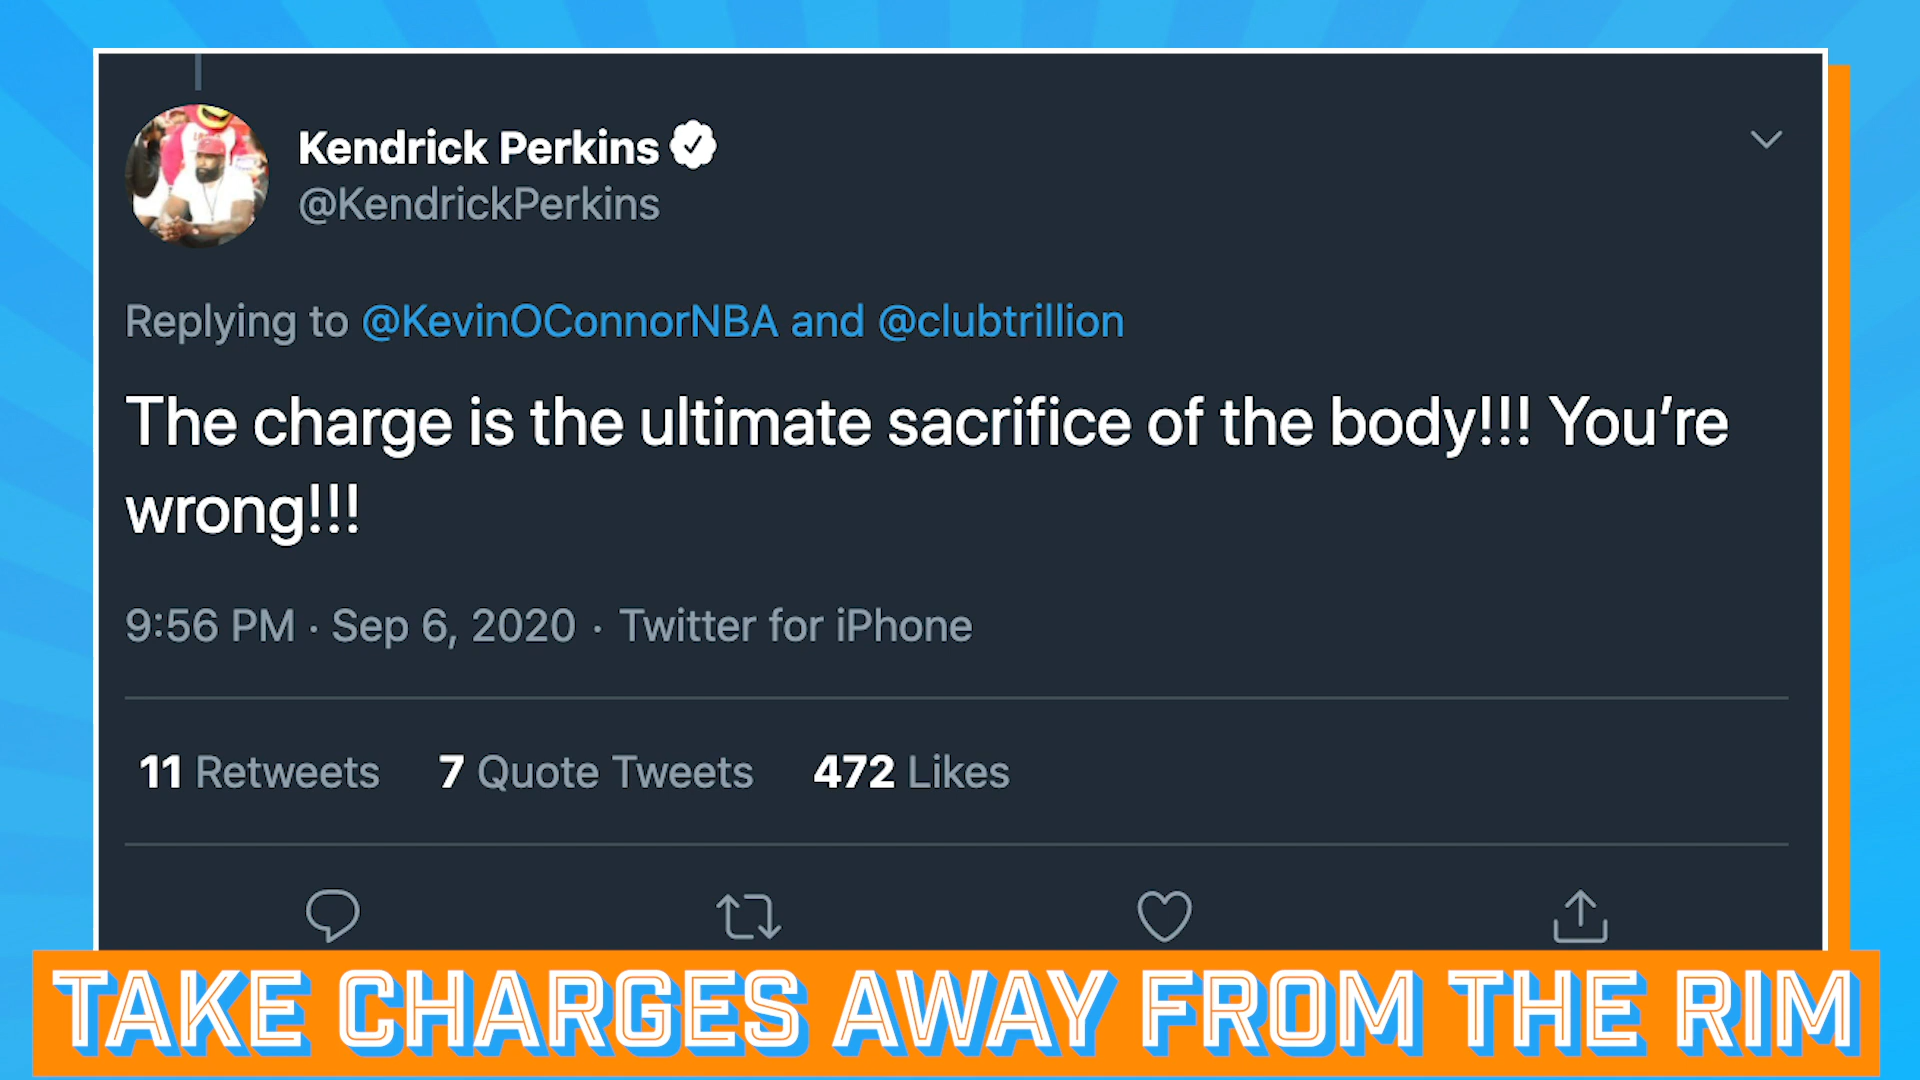 Kendrick Perkins
@KendrickPerkins
Replying to @KevinOConnorNBA and @clubtrillion
The charge is the ultimate sacrifice of the body!!! You’re
wrong!!!
9:56 PM · Sep 6, 2020 · Twitter for iPhone
11 Retweets 7 Quote Tweets 472 Likes
TAKE CHARGES AWAY FROM THE RIM